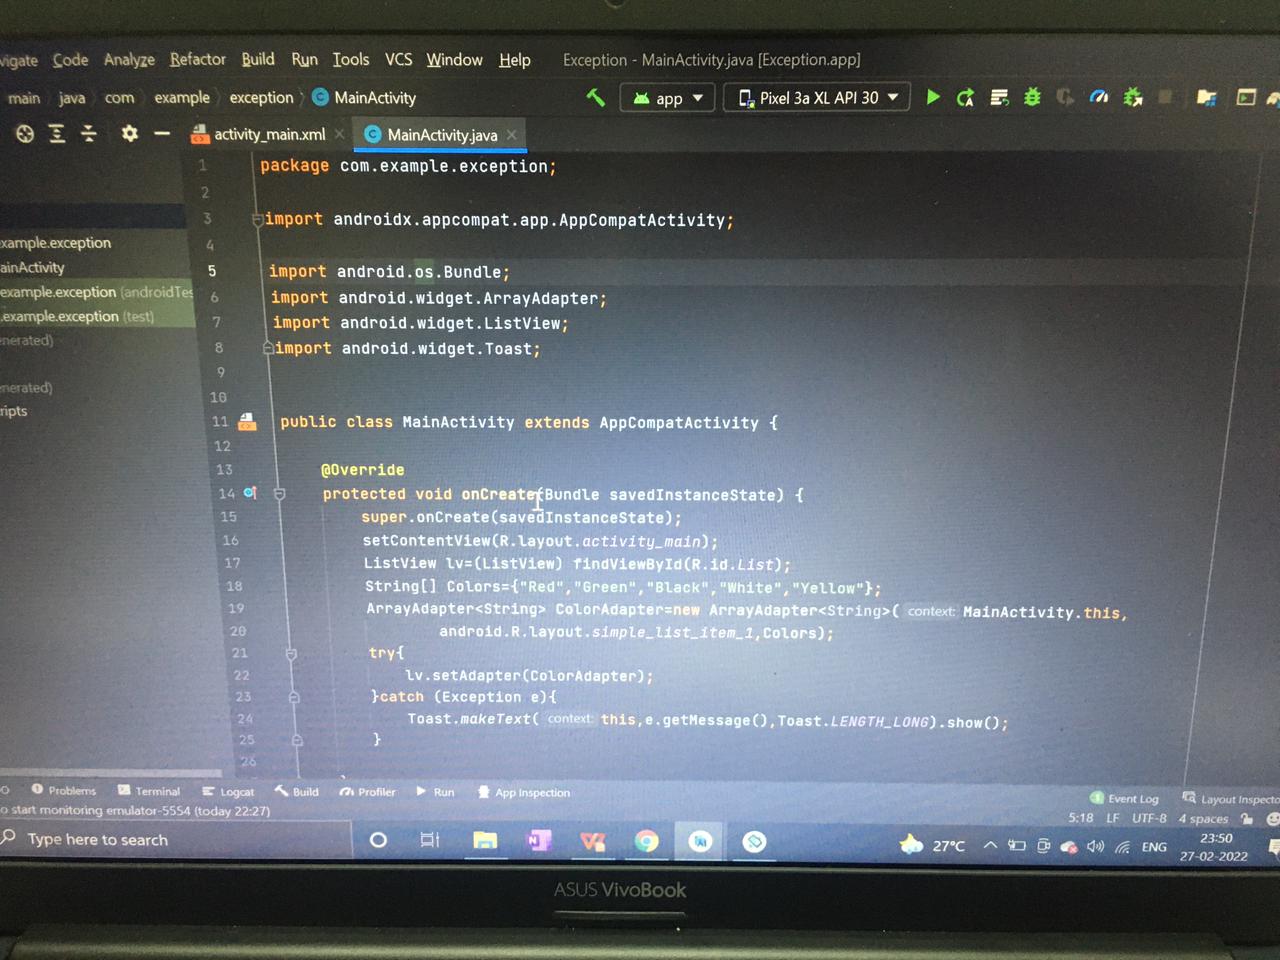 vigate Code Analyze Refactor Build Run Tools VCS Window Help Exception - MainActivity.java [Exception.app]
main java com example exception MainActivity app Pixel 3a XL API 30
activity_main.xml MainActivity.java
1 package com.example.exception;
2
3 import androidx.appcompat.app.AppCompatActivity;
4
5 import android.os.Bundle;
6 import android.widget.ArrayAdapter;
7 import android.widget.ListView;
8 import android.widget.Toast;
9
10
11 public class MainActivity extends AppCompatActivity {
12
13 @Override
14 protected void onCreate(Bundle savedInstanceState) {
15 super.onCreate(savedInstanceState);
16 setContentView(R.layout.activity_main);
17 ListView lv=(ListView) findViewById(R.id.List);
18 String[] Colors={"Red","Green","Black","White","Yellow"};
19 ArrayAdapter<String> ColorAdapter=new ArrayAdapter<String>( context: MainActivity.this,
20 android.R.layout.simple_list_item_1,Colors);
21 try{
22 lv.setAdapter(ColorAdapter);
23 }catch (Exception e){
24 Toast.makeText( context: this,e.getMessage(),Toast.LENGTH_LONG).show();
25 }
26
xample.exception
ainActivity
example.exception (androidTes
.example.exception (test)
enerated)
enerated)
ripts
Problems Terminal Logcat Build Profiler Run App Inspection 1 Event Log Layout Inspecto
o start monitoring emulator-5554 (today 22:27) 5:18 LF UTF-8 4 spaces
Type here to search 27°C ENG 23:50
27-02-2022
ASUS VivoBook